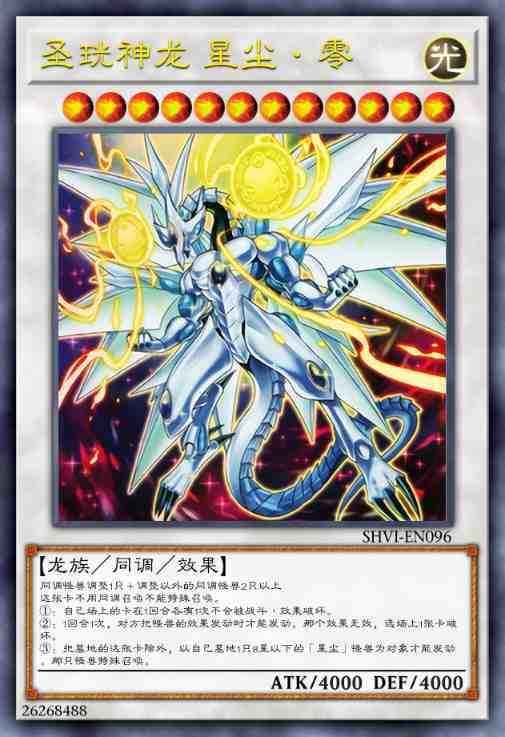 圣珖神龙 星尘·零
光
SHVI-EN096
【龙族／同调／效果】
同调怪兽调整1只＋调整以外的同调怪兽2只以上
这张卡不用同调召唤不能特殊召唤。
①：自己场上的卡在1回合各有1次不会被战斗·效果破坏。
②：1回合1次，对方把怪兽的效果发动时才能发动。那个效果无效，选场上1张卡破
坏。
③：把墓地的这张卡除外，以自己墓地1只8星以下的「星尘」怪兽为对象才能发动
。那只怪兽特殊召唤。
ATK/4000 DEF/4000
26268488